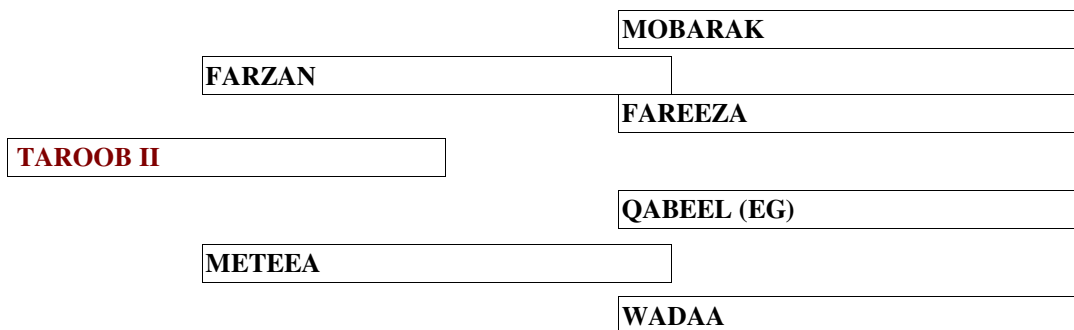 MOBARAK
FARZAN
FAREEZA
TAROOB II
QABEEL (EG)
METEEA
WADAA